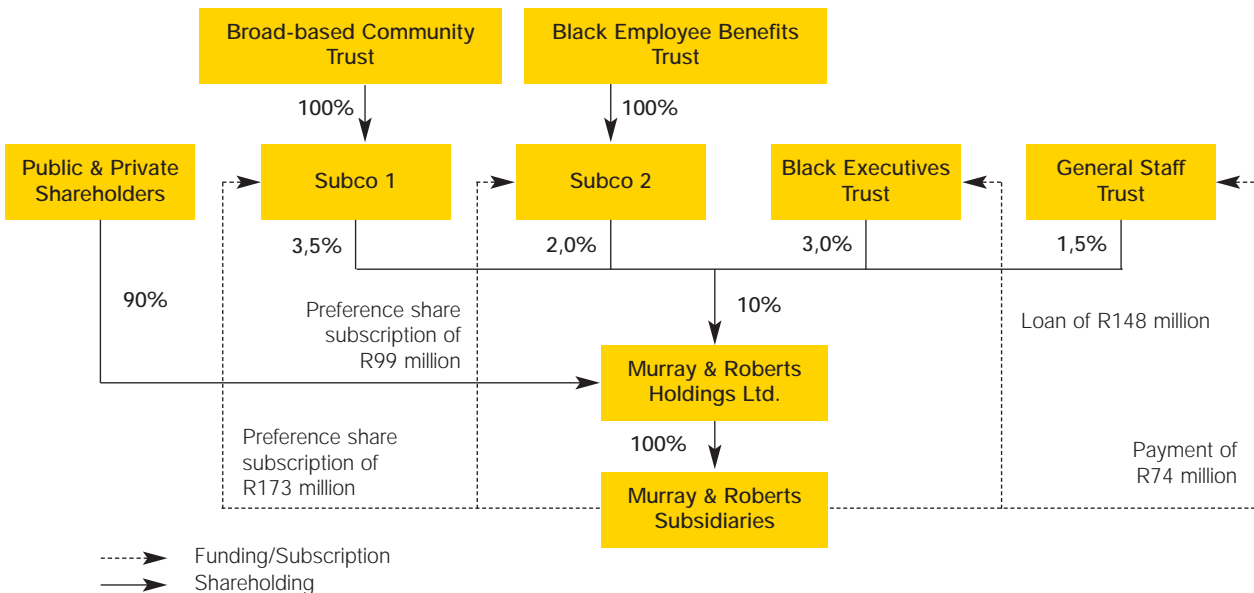 Broad-based Community
Trust
Black Employee Benefits
Trust
100%
100%
Public & Private
Shareholders
Subco 1
Subco 2
Black Executives
Trust
General Staff
Trust
3,5%
2,0%
3,0%
1,5%
90%
Preference share
subscription of
R99 million
10%
Loan of R148 million
Murray & Roberts
Holdings Ltd.
100%
Preference share
subscription of
R173 million
Payment of
R74 million
Murray & Roberts
Subsidiaries
Funding/Subscription
Shareholding